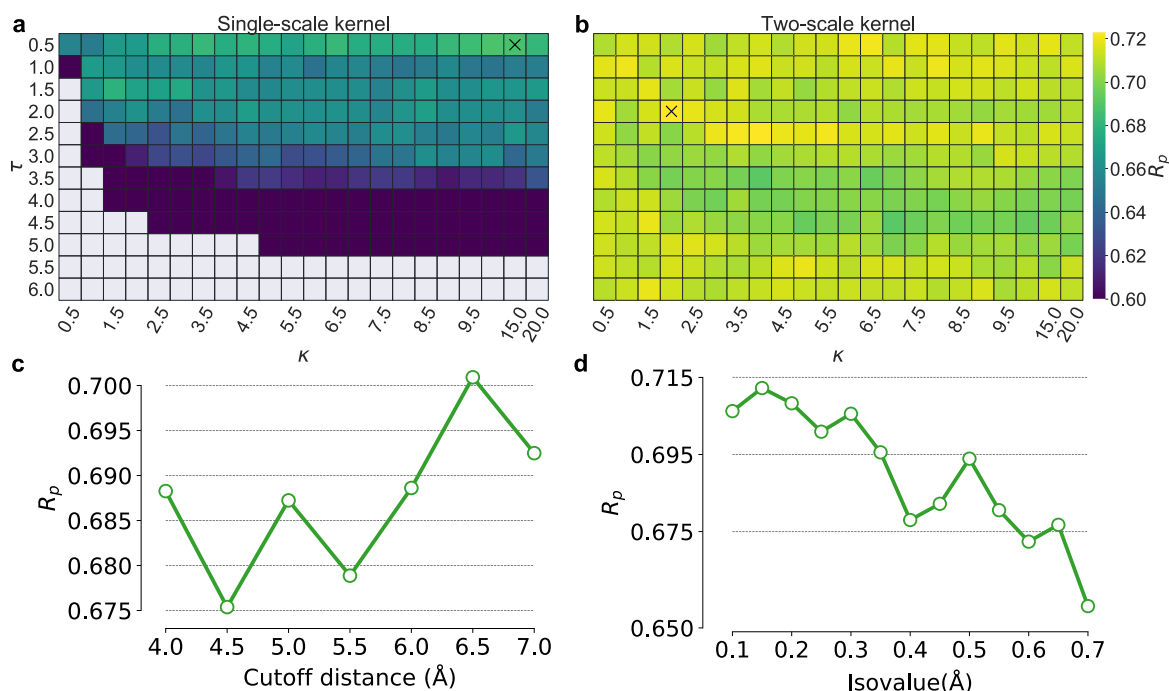 a Single-scale kernel
b Two-scale kernel
τ
0.5
1.0
1.5
2.0
2.5
3.0
3.5
4.0
4.5
5.0
5.5
6.0
0.5 1.5 2.5 3.5 4.5 5.5 6.5 7.5 8.5 9.5 15.0 20.0
κ
0.5 1.5 2.5 3.5 4.5 5.5 6.5 7.5 8.5 9.5 15.0 20.0
κ
0.72
0.70
0.68
0.66
0.64
0.62
0.60
Rp
c
Rp
0.700
0.695
0.690
0.685
0.680
0.675
4.0 4.5 5.0 5.5 6.0 6.5 7.0
Cutoff distance (Å)
d
Rp
0.715
0.695
0.675
0.650
0.1 0.2 0.3 0.4 0.5 0.6 0.7
Isovalue(Å)